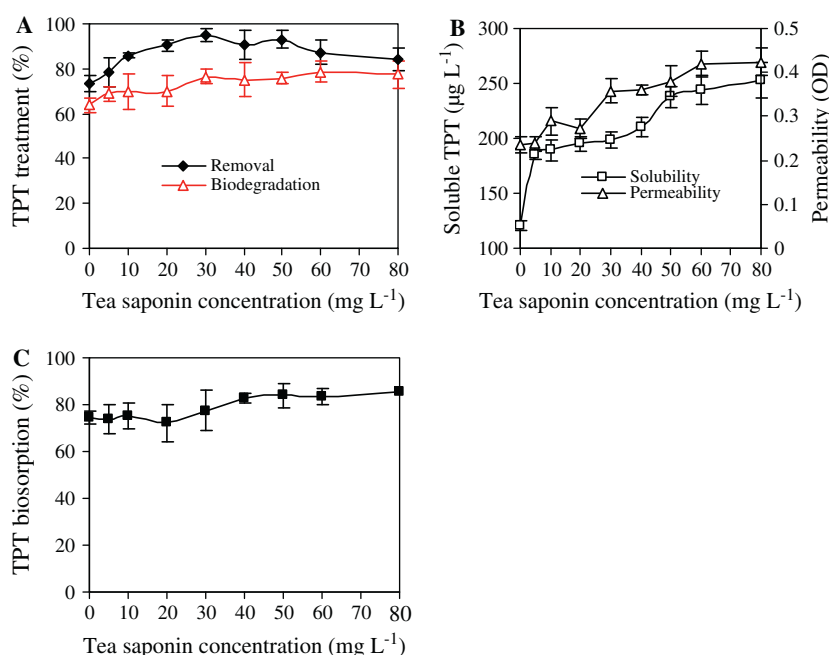 A
TPT treatment (%)
100
80
60
40
20
0
Removal
Biodegradation
0 10 20 30 40 50 60 80
Tea saponin concentration (mg L-1)
B
Soluble TPT (µg L-1)
300
250
200
150
100
Solubility
Permeability
0.5
0.4
0.3
0.2
0.1
0
Permeability (OD)
0 10 20 30 40 50 60 80
Tea saponin concentration (mg L-1)
C
TPT biosorption (%)
100
80
60
40
20
0
0 10 20 30 40 50 60 80
Tea saponin concentration (mg L-1)